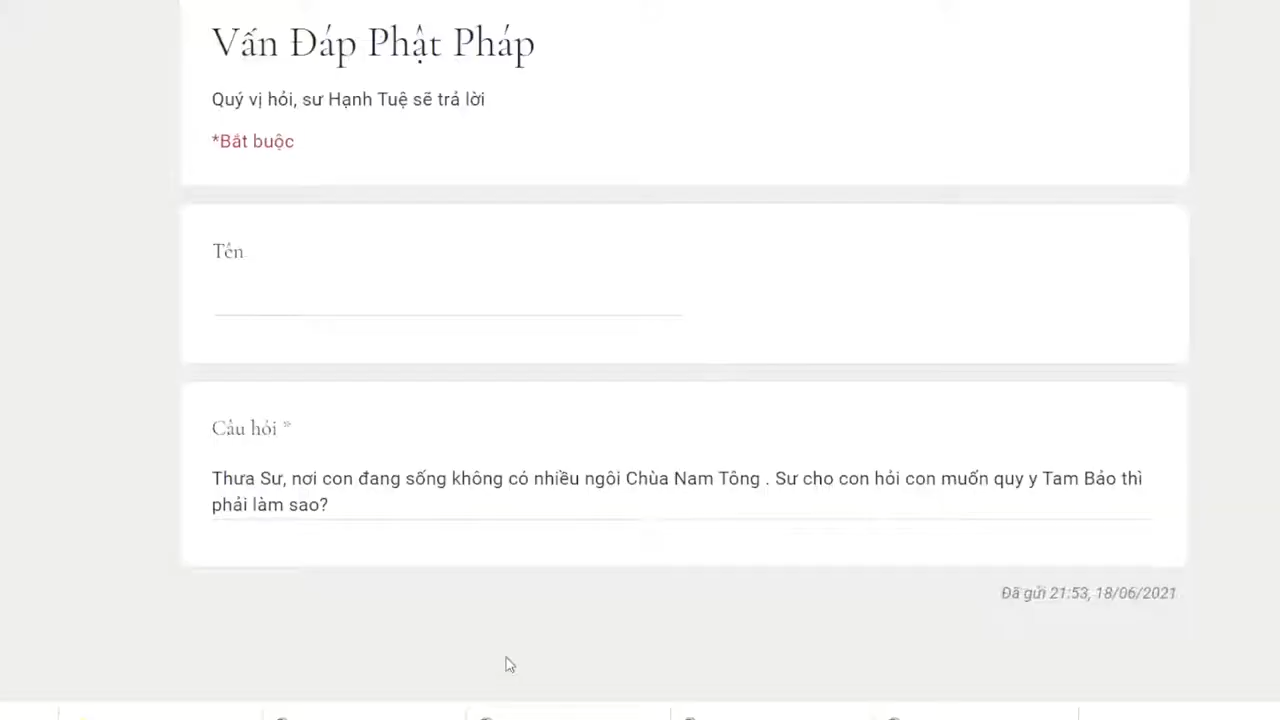 Vấn Đáp Phật Pháp
Quý vị hỏi, sư Hạnh Tuệ sẽ trả lời
*Bắt buộc
Tên
Câu hỏi *
Thưa Sư, nơi con đang sống không có nhiều ngôi Chùa Nam Tông . Sư cho con hỏi con muốn quy y Tam Bảo thì
phải làm sao?
Đã gửi 21:53, 18/06/2021